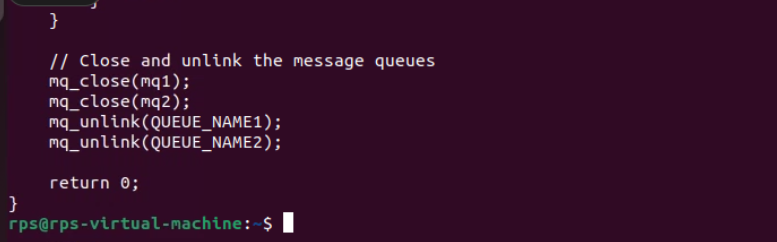 }
}
// Close and unlink the message queues
mq_close(mq1);
mq_close(mq2);
mq_unlink(QUEUE_NAME1);
mq_unlink(QUEUE_NAME2);
return 0;
}
rps@rps-virtual-machine:~$